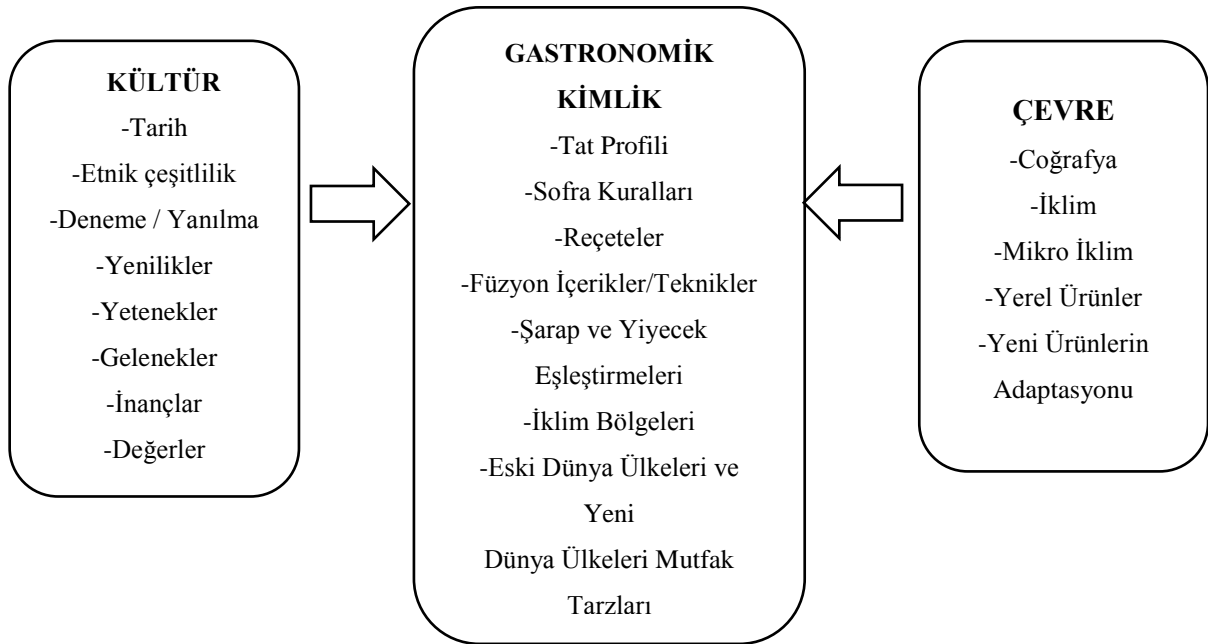 KÜLTÜR
-Tarih
-Etnik çeşitlilik
-Deneme / Yanılma
-Yenilikler
-Yetenekler
-Gelenekler
-İnançlar
-Değerler
GASTRONOMİK
KİMLİK
-Tat Profili
-Sofra Kuralları
-Reçeteler
-Füzyon İçerikler/Teknikler
-Şarap ve Yiyecek
Eşleştirmeleri
-İklim Bölgeleri
-Eski Dünya Ülkeleri ve
Yeni
Dünya Ülkeleri Mutfak
Tarzları
ÇEVRE
-Coğrafya
-İklim
-Mikro İklim
-Yerel Ürünler
-Yeni Ürünlerin
Adaptasyonu